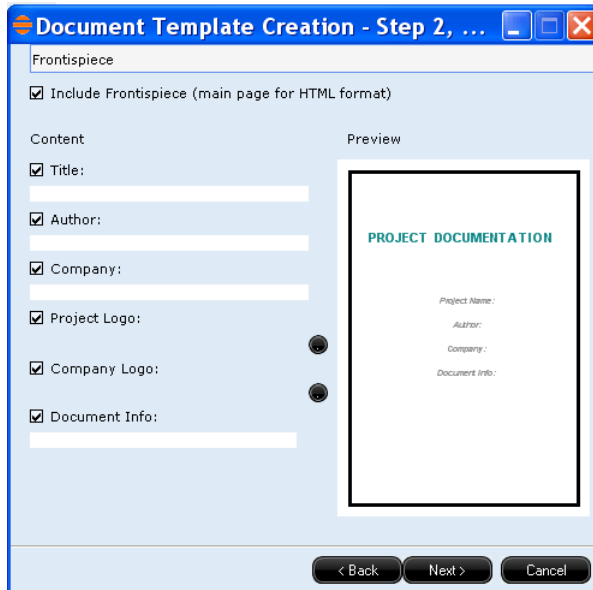 Document Template Creation - Step 2, ...
Frontispiece
Include Frontispiece (main page for HTML format)
Content
Preview
Title:
Author:
Company:
Project Logo:
Company Logo:
Document Info:
PROJECT DOCUMENTATION
Project Name:
Author:
Company:
Document Info:
< Back
Next >
Cancel